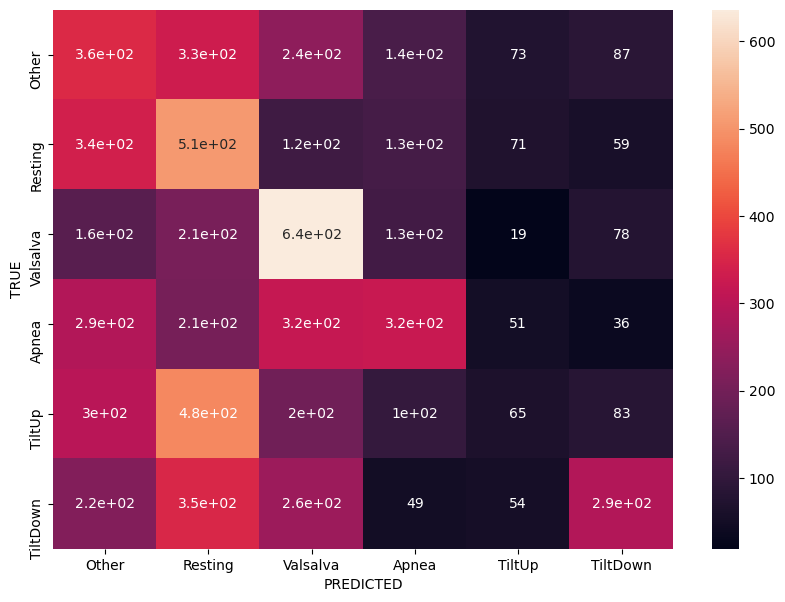 Other 3.6e+02 3.3e+02 2.4e+02 1.4e+02 73 87
Resting 3.4e+02 5.1e+02 1.2e+02 1.3e+02 71 59
Valsalva 1.6e+02 2.1e+02 6.4e+02 1.3e+02 19 78
Apnea 2.9e+02 2.1e+02 3.2e+02 3.2e+02 51 36
TiltUp 3e+02 4.8e+02 2e+02 1e+02 65 83
TiltDown 2.2e+02 3.5e+02 2.6e+02 49 54 2.9e+02
TRUE
Other Resting Valsalva Apnea TiltUp TiltDown
PREDICTED
600
500
400
300
200
100